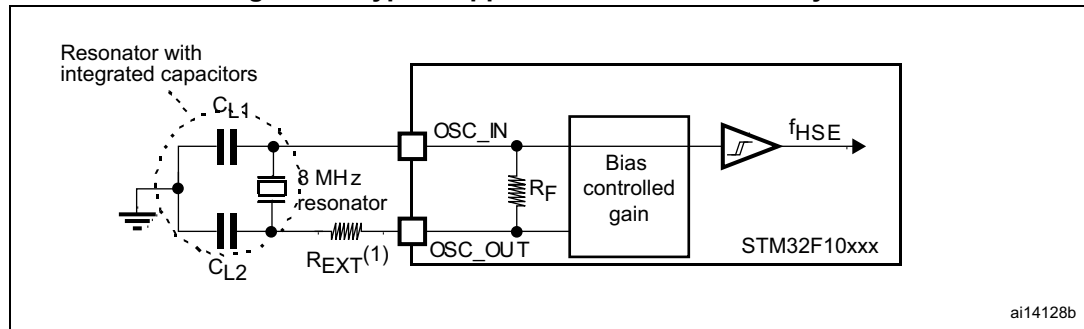 Resonator with
integrated capacitors
CL1
8 MHz
resonator
CL2
REXT(1)
OSC_IN
RF
OSC_OUT
Bias
controlled
gain
fHSE
STM32F10xxx
ai14128b